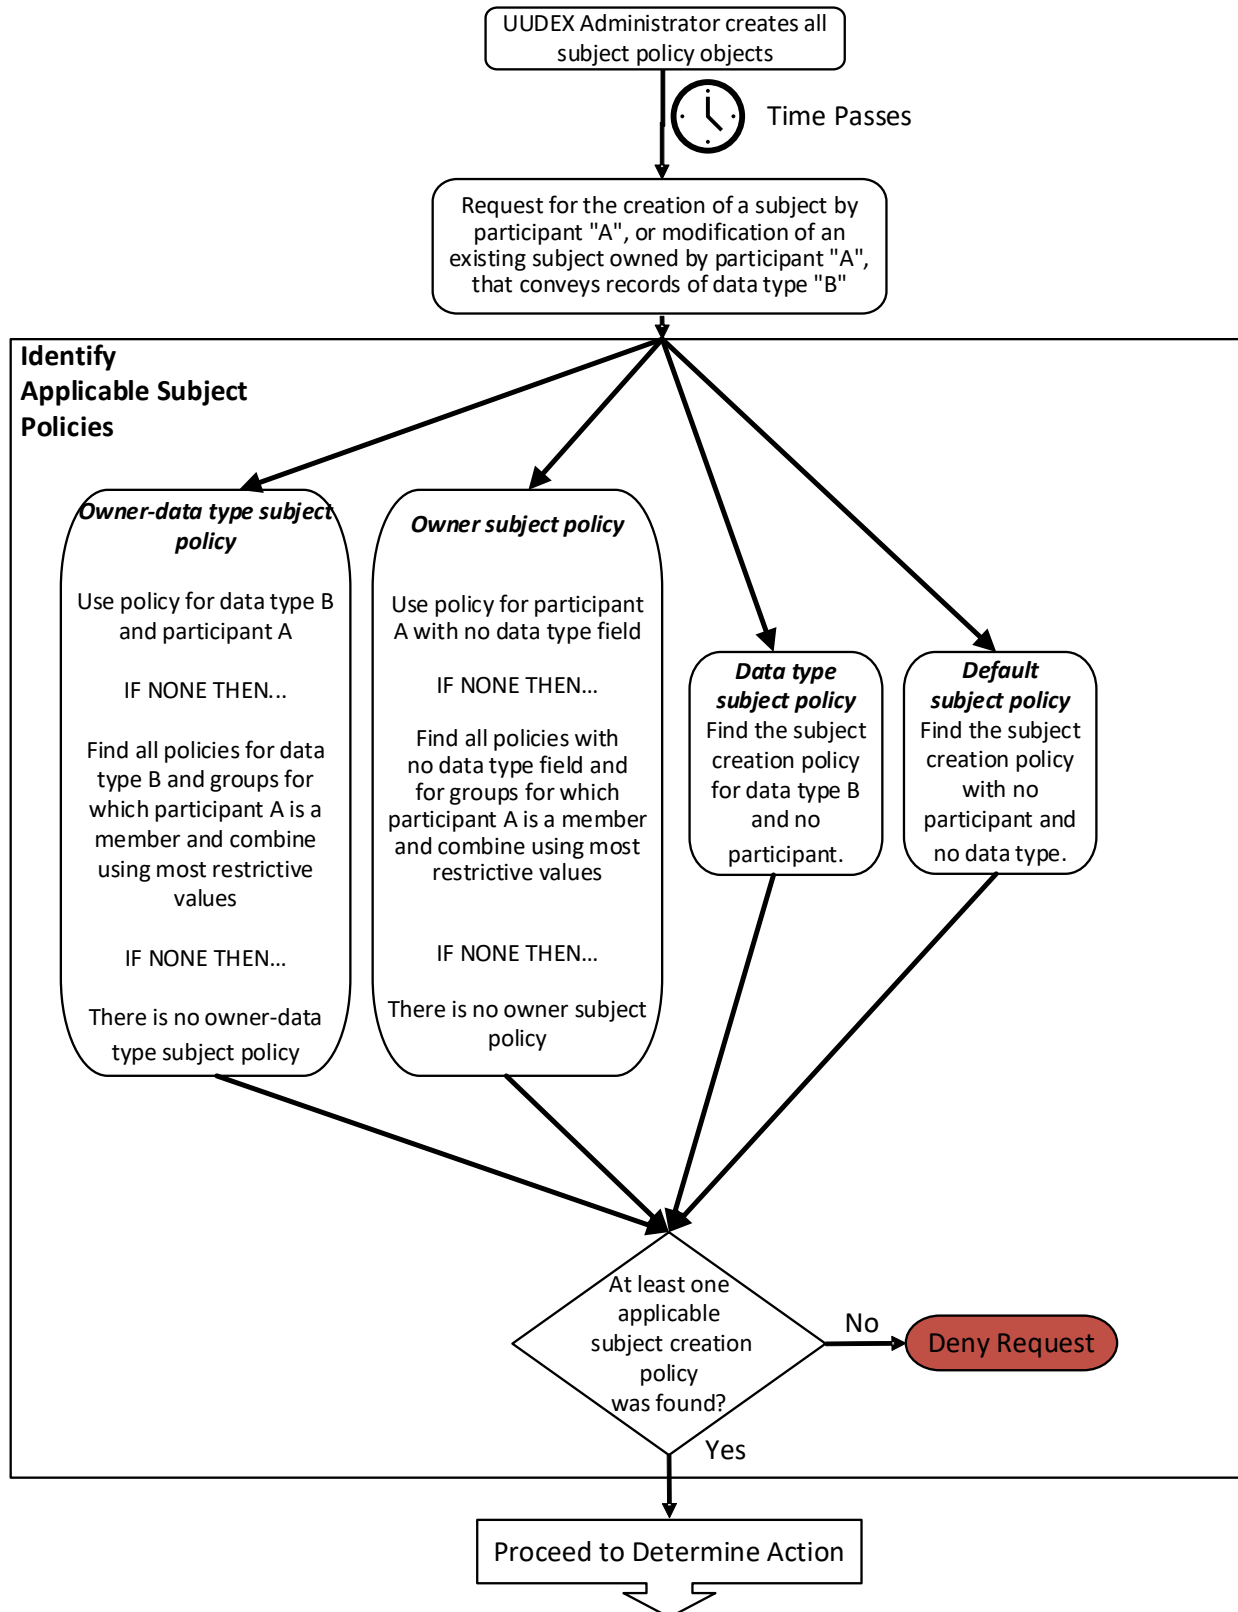 UUDEX Administrator creates all
subject policy objects
Time Passes
Request for the creation of a subject by
participant "A", or modification of an
existing subject owned by participant "A",
that conveys records of data type "B"
Identify
Applicable Subject
Policies
Owner-data type subject
policy
Use policy for data type B
and participant A
IF NONE THEN...
Find all policies for data
type B and groups for
which participant A is a
member and combine
using most restrictive
values
IF NONE THEN...
There is no owner-data
type subject policy
Owner subject policy
Use policy for participant
A with no data type field
IF NONE THEN...
Find all policies with
no data type field and
for groups for which
participant A is a member
and combine using most
restrictive values
IF NONE THEN...
There is no owner subject
policy
Data type
subject policy
Find the subject
creation policy
for data type B
and no
participant.
Default
subject policy
Find the subject
creation policy
with no
participant and
no data type.
At least one
applicable
subject creation
policy
was found?
No
Deny Request
Yes
Proceed to Determine Action